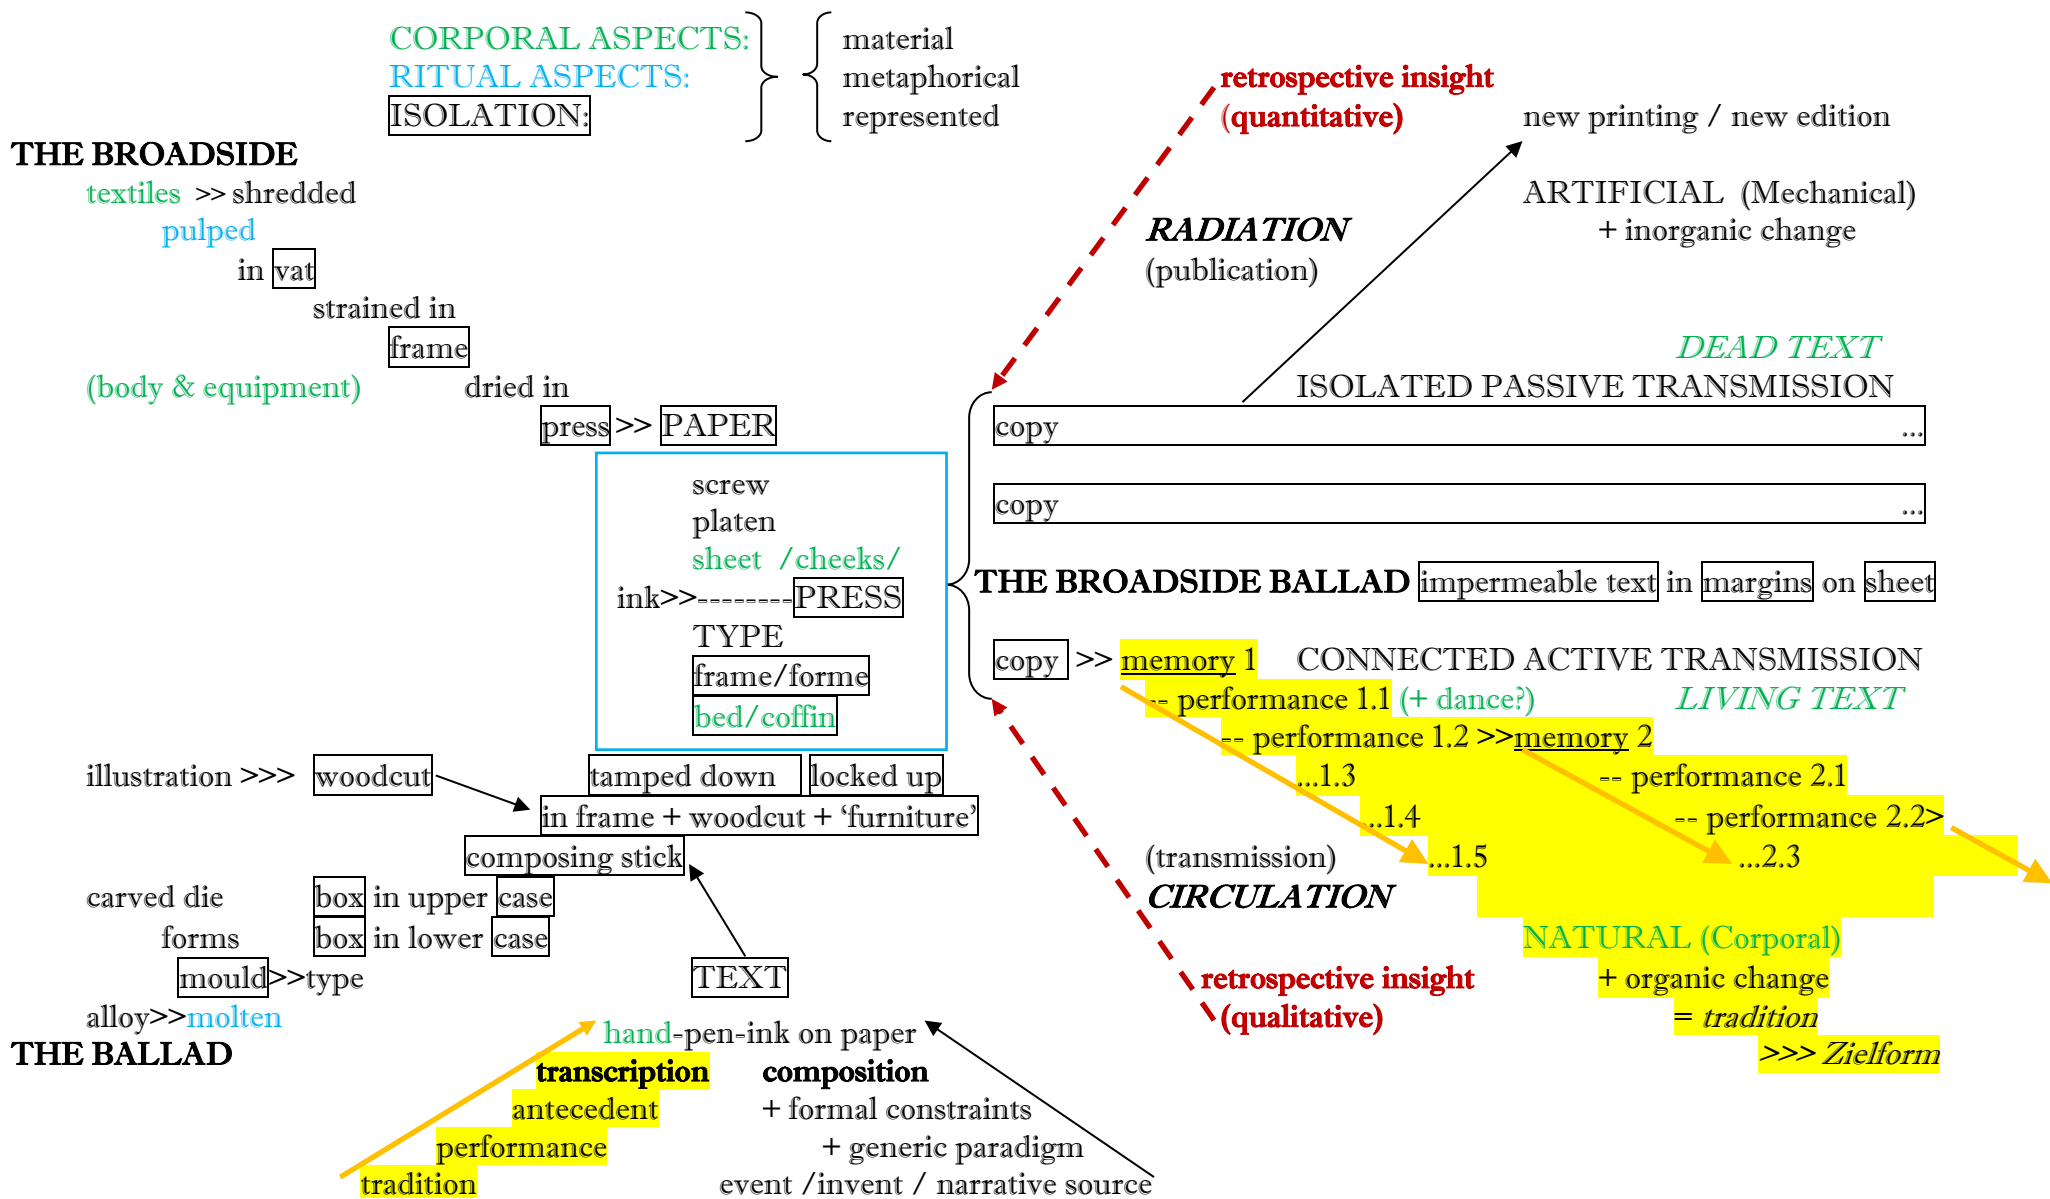 CORPORAL ASPECTS: material
RITUAL ASPECTS: metaphorical
ISOLATION: represented
retrospective insight
(quantitative)
new printing / new edition
THE BROADSIDE
textiles >> shredded
pulped
in vat
strained in
frame
(body & equipment) dried in
press >> PAPER
ARTIFICIAL (Mechanical)
+ inorganic change
RADIATION
(publication)
DEAD TEXT
ISOLATED PASSIVE TRANSMISSION
copy ...
copy ...
screw
platen
sheet /cheeks/
ink>>--------PRESS
TYPE
frame/forme
bed/coffin
THE BROADSIDE BALLAD impermeable text in margins on sheet
copy >> memory 1 CONNECTED ACTIVE TRANSMISSION
-- performance 1.1 (+ dance?) LIVING TEXT
-- performance 1.2 >>memory 2
...1.3 -- performance 2.1
...1.4 -- performance 2.2>
...1.5 ...2.3
(transmission)
CIRCULATION
illustration >>> woodcut tamped down locked up
in frame + woodcut + ‘furniture’
composing stick
carved die box in upper case
forms box in lower case
mould>>type TEXT
alloy>>molten
THE BALLAD
NATURAL (Corporal)
+ organic change
= tradition
>>> Zielform
retrospective insight
(qualitative)
hand-pen-ink on paper
transcription composition
antecedent + formal constraints
performance + generic paradigm
tradition event /invent / narrative source